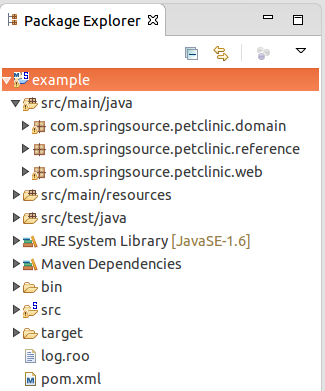 Package Explorer
example
src/main/java
com.springsource.petclinic.domain
com.springsource.petclinic.reference
com.springsource.petclinic.web
src/main/resources
src/test/java
JRE System Library [JavaSE-1.6]
Maven Dependencies
bin
src
target
log.roo
pom.xml